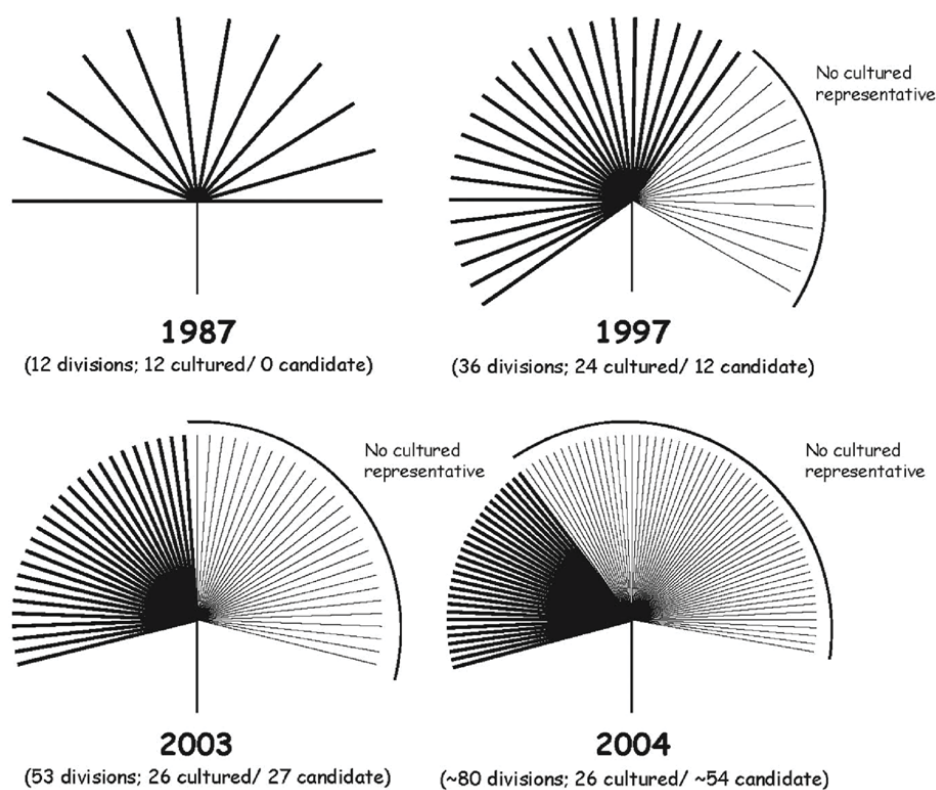 No cultured
representative
1987
(12 divisions; 12 cultured/ 0 candidate)
1997
(36 divisions; 24 cultured/ 12 candidate)
No cultured
representative
No cultured
representative
2003
(53 divisions; 26 cultured/ 27 candidate)
2004
(~80 divisions; 26 cultured/ ~54 candidate)